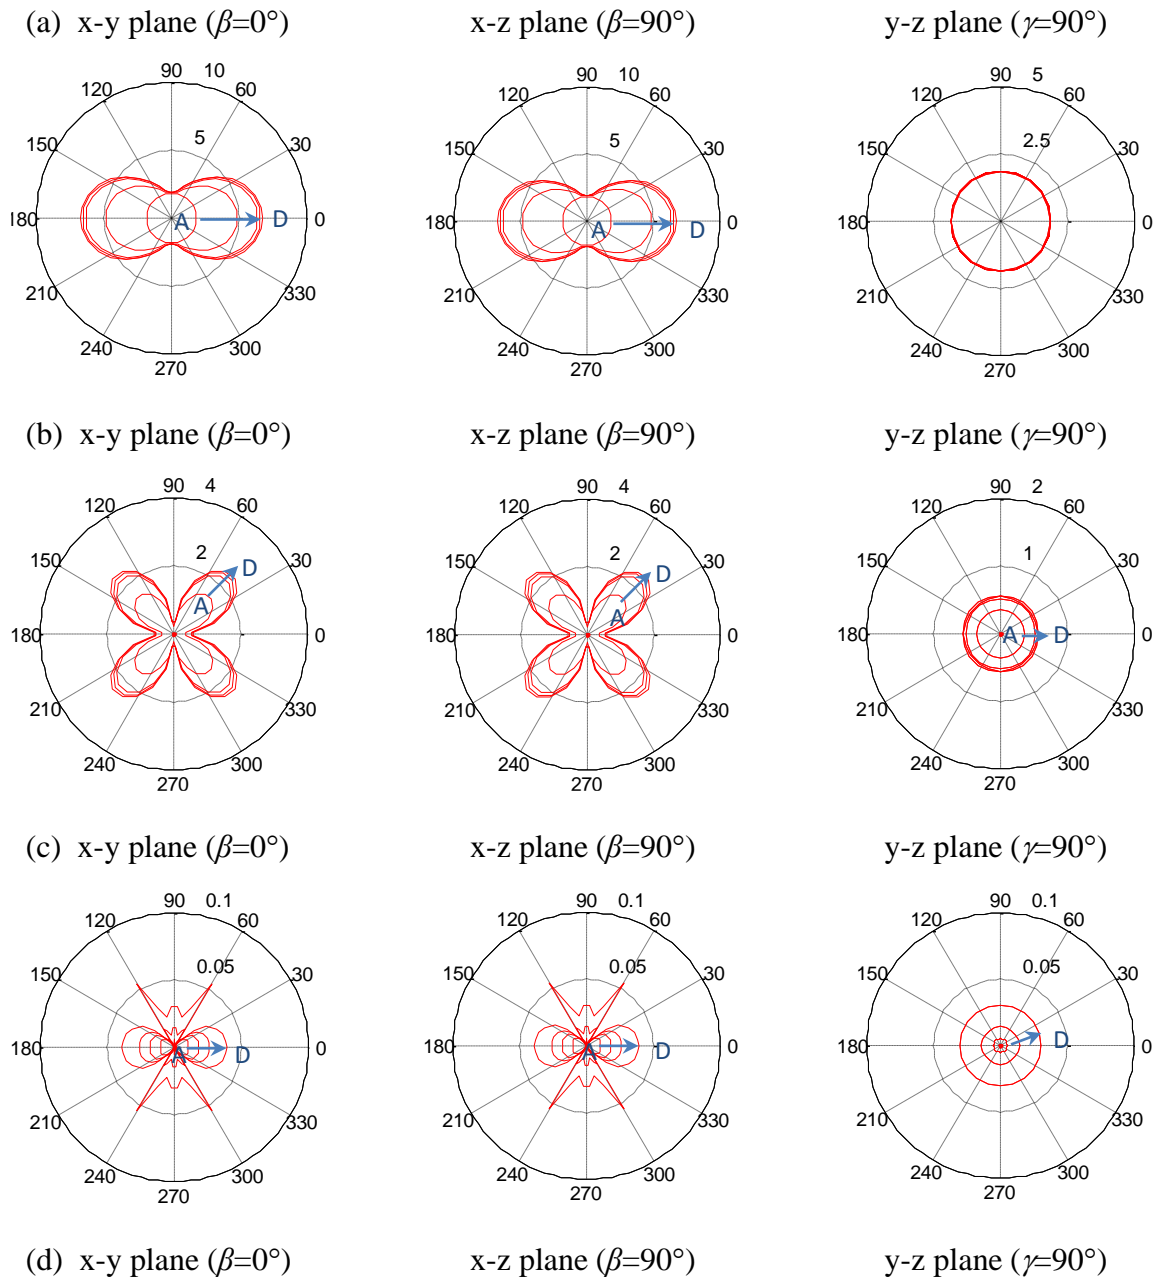 (a) x-y plane (β=0°) x-z plane (β=90°) y-z plane (γ=90°)
90 10 90 10 90 5
120 60 120 60 120 60
150 5 30 150 5 30 150 2.5 30
180 A D 0 180 A D 0 180 0
210 330 210 330 210 330
240 300 240 300 240 300
270 270 270
(b) x-y plane (β=0°) x-z plane (β=90°) y-z plane (γ=90°)
90 4 90 4 90 2
120 60 120 60 120 60
150 2 30 150 2 30 150 1 30
D D
A A
180 0 180 0 180 A D 0
210 330 210 330 210 330
240 300 240 300 240 300
270 270 270
(c) x-y plane (β=0°) x-z plane (β=90°) y-z plane (γ=90°)
90 0.1 90 0.1 90 0.1
120 60 120 60 120 60
150 0.05 30 150 0.05 30 150 0.05 30
180 A D 0 180 A D 0 180 D 0
210 330 210 330 210 330
240 300 240 300 240 300
270 270 270
(d) x-y plane (β=0°) x-z plane (β=90°) y-z plane (γ=90°)